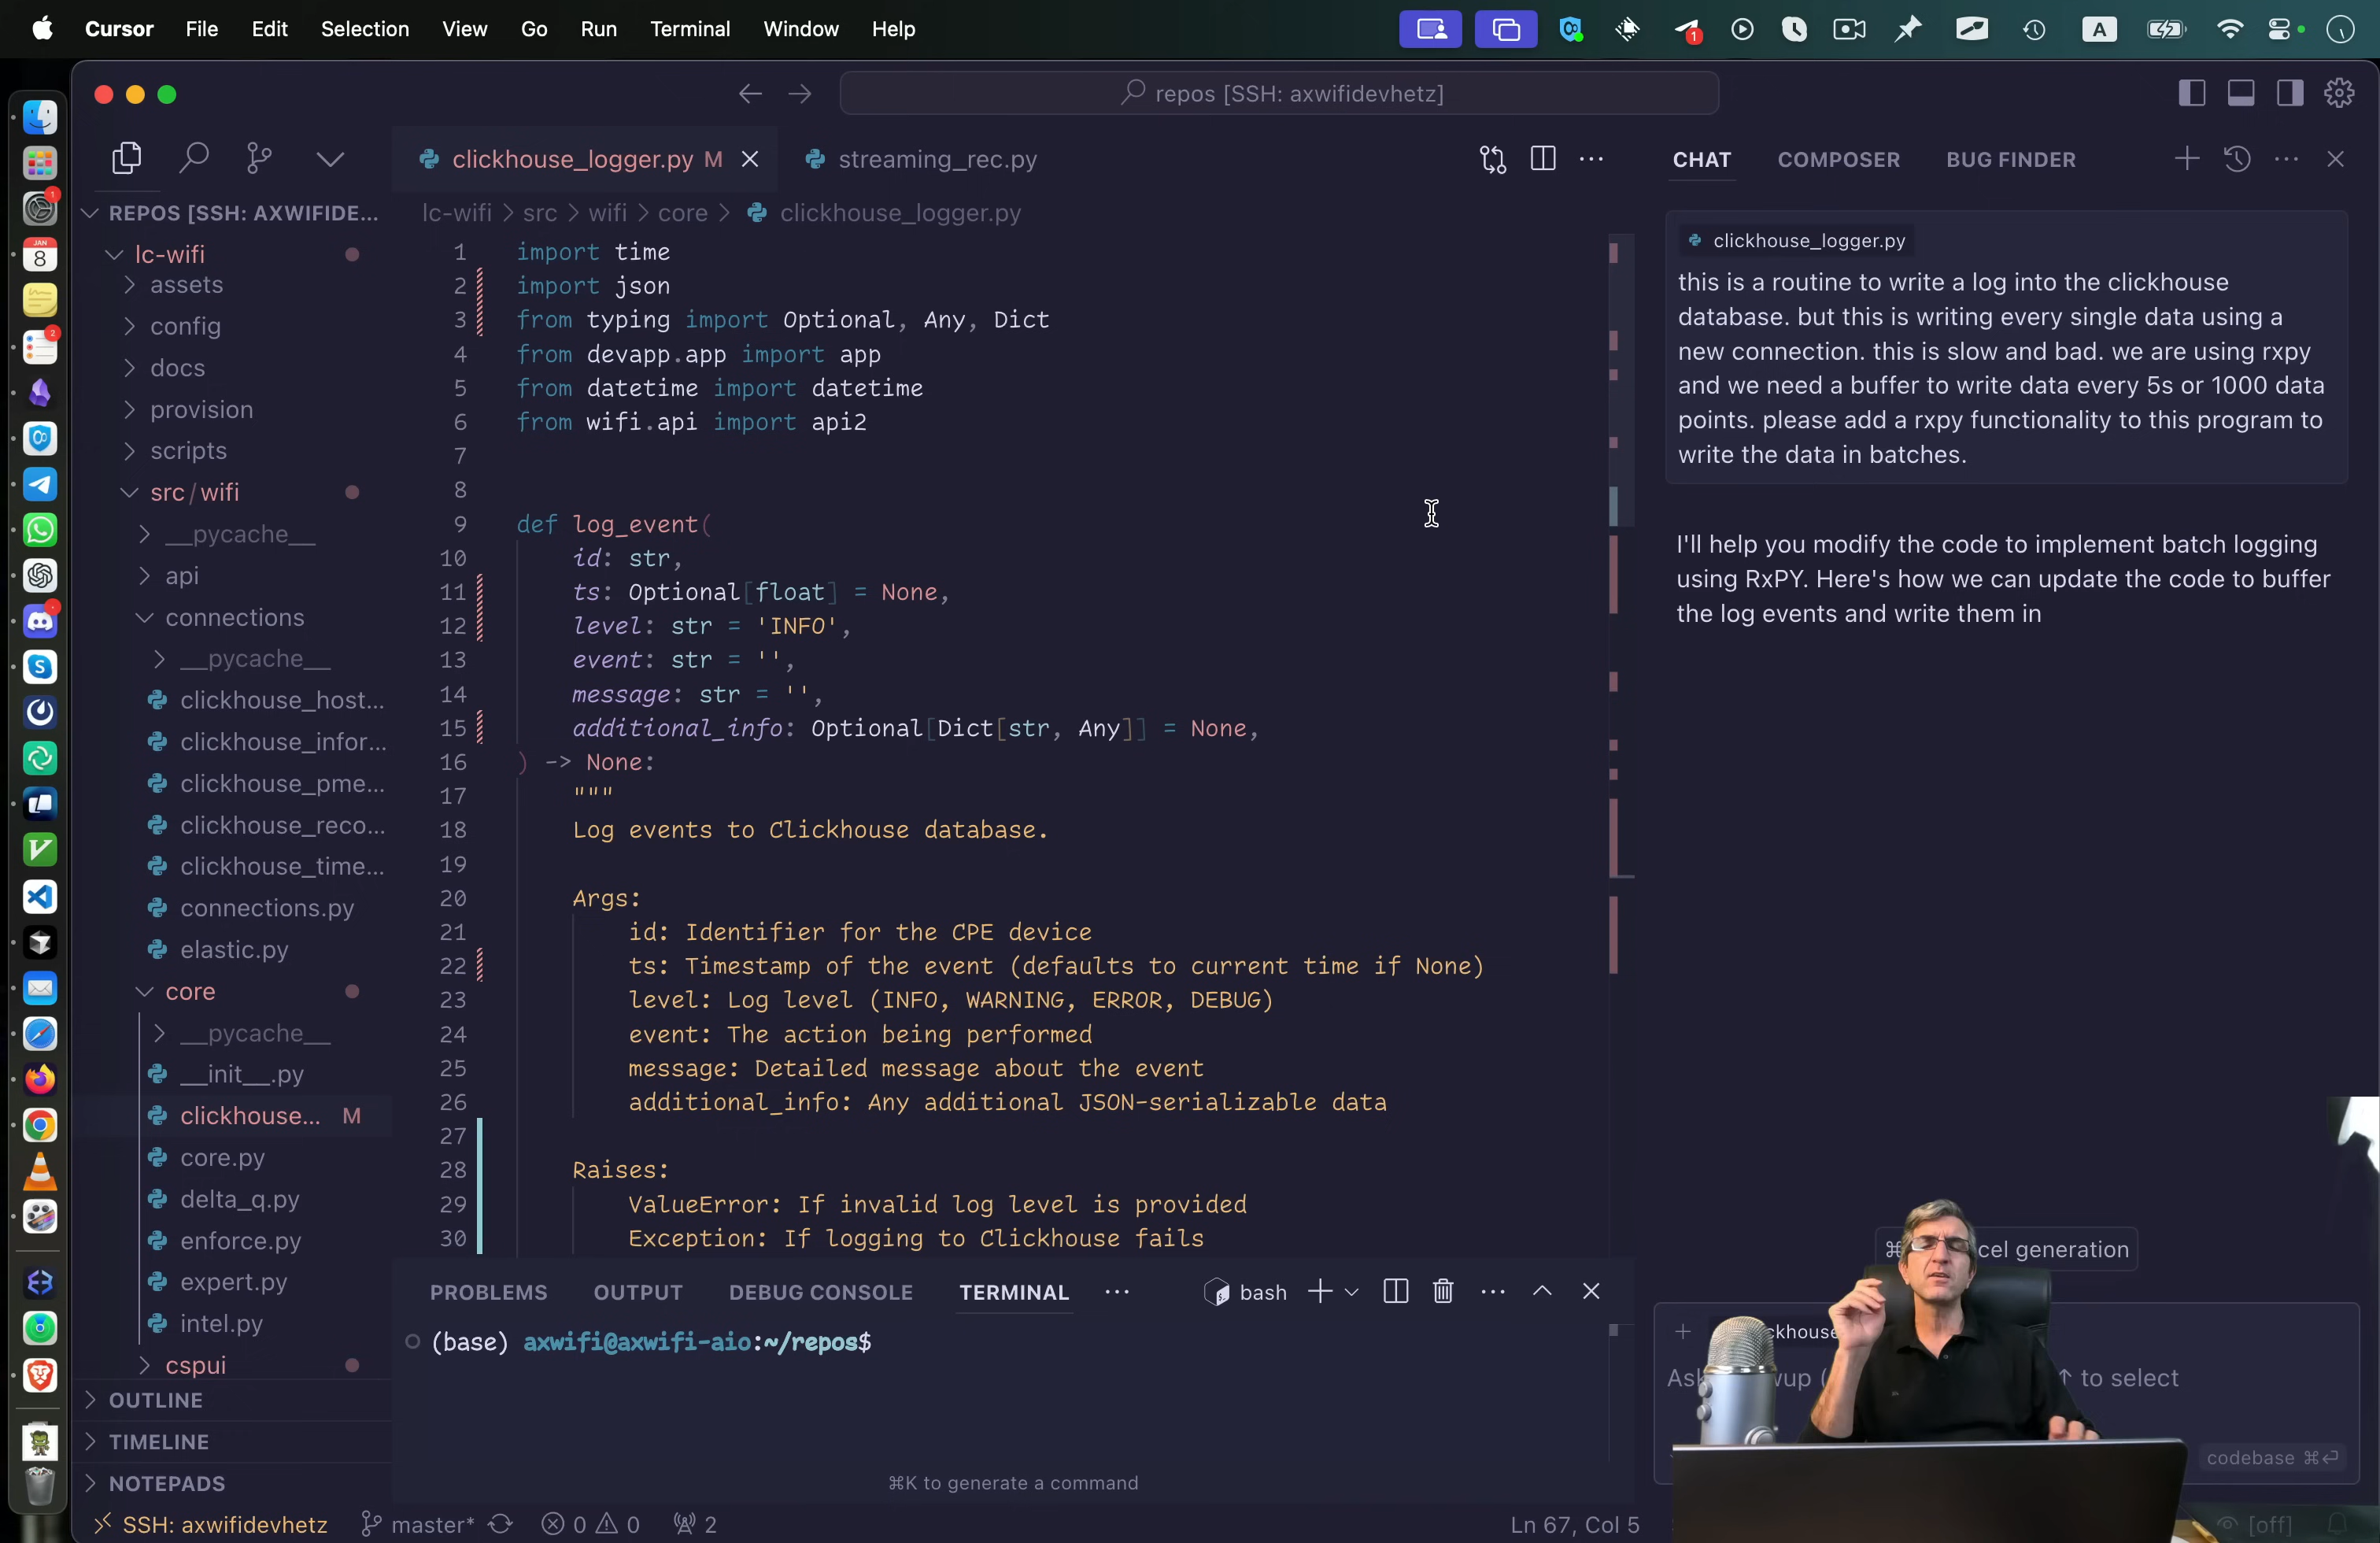 Cursor File Edit Selection View Go Run Terminal Window Help
1
A
repos [SSH: axwifidevhetz]
1
JAN
8
2
REPOS [SSH: AXWIFIDE...
lc-wifi
assets
config
docs
provision
scripts
src/wifi
__pycache__
api
connections
__pycache__
clickhouse_host...
clickhouse_infor...
clickhouse_pme...
clickhouse_reco...
clickhouse_time...
connections.py
elastic.py
core
__pycache__
__init__.py
clickhouse... M
core.py
delta_q.py
enforce.py
expert.py
intel.py
cspui
OUTLINE
TIMELINE
NOTEPADS
clickhouse_logger.py M
streaming_rec.py
lc-wifi > src > wifi > core > clickhouse_logger.py
1 import time
2 import json
3 from typing import Optional, Any, Dict
4 from devapp.app import app
5 from datetime import datetime
6 from wifi.api import api2
7
8
9 def log_event(
10 id: str,
11 ts: Optional[float] = None,
12 level: str = 'INFO',
13 event: str = '',
14 message: str = '',
15 additional_info: Optional[Dict[str, Any]] = None,
16 ) -> None:
17 """
18 Log events to Clickhouse database.
19
20 Args:
21 id: Identifier for the CPE device
22 ts: Timestamp of the event (defaults to current time if None)
23 level: Log level (INFO, WARNING, ERROR, DEBUG)
24 event: The action being performed
25 message: Detailed message about the event
26 additional_info: Any additional JSON-serializable data
27
28 Raises:
29 ValueError: If invalid log level is provided
30 Exception: If logging to Clickhouse fails
PROBLEMS OUTPUT DEBUG CONSOLE TERMINAL
bash
(base) axwifi@axwifi-aio:~/repos$
⌘K to generate a command
CHAT COMPOSER BUG FINDER
clickhouse_logger.py
this is a routine to write a log into the clickhouse
database. but this is writing every single data using a
new connection. this is slow and bad. we are using rxpy
and we need a buffer to write data every 5s or 1000 data
points. please add a rxpy functionality to this program to
write the data in batches.
I'll help you modify the code to implement batch logging
using RxPY. Here's how we can update the code to buffer
the log events and write them in
generation
to select
codebase ⌘⏎
SSH: axwifidevhetz master* 0 0 2
Ln 67, Col 5
[off]